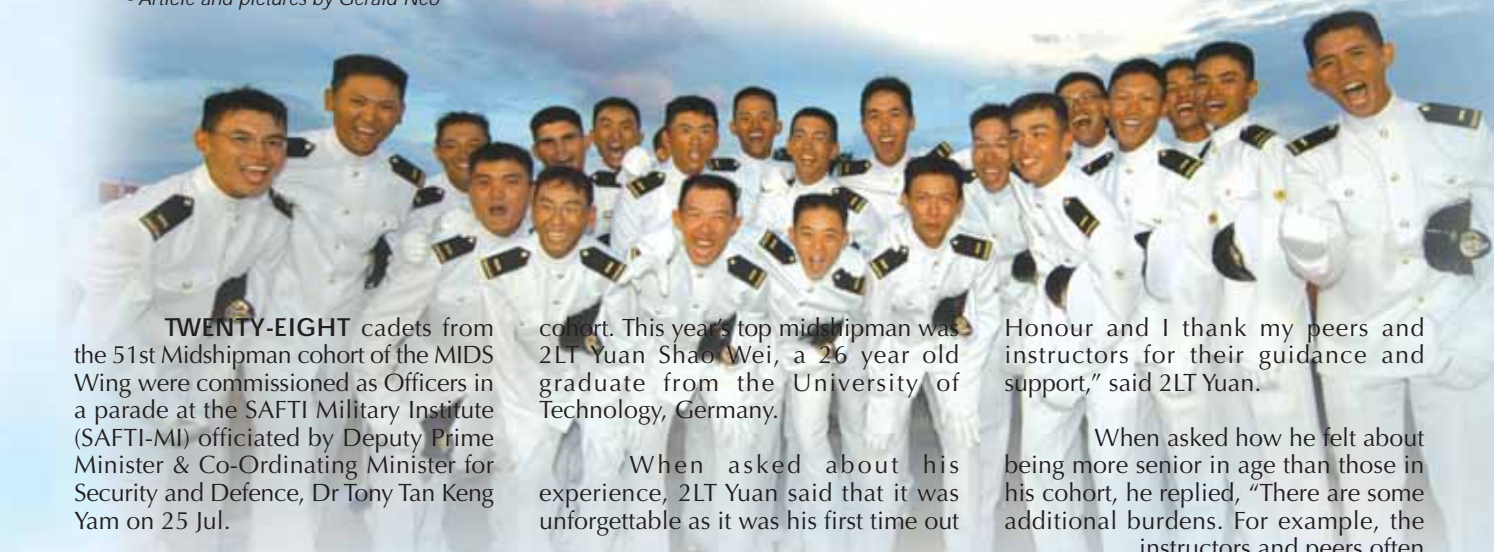 - Article and pictures by Gerald Neo
TWENTY-EIGHT cadets from
the 51st Midshipman cohort of the MIDS
Wing were commissioned as Officers in
a parade at the SAFTI Military Institute
(SAFTI-MI) officiated by Deputy Prime
Minister & Co-Ordinating Minister for
Security and Defence, Dr Tony Tan Keng
Yam on 25 Jul.
cohort. This year's top midshipman was
2LT Yuan Shao Wei, a 26 year old
graduate from the University of
Technology, Germany.
When asked about his
experience, 2LT Yuan said that it was
unforgettable as it was his first time out
Honour and I thank my peers and
instructors for their guidance and
support,” said 2LT Yuan.
When asked how he felt about
being more senior in age than those in
his cohort, he replied, “There are some
additional burdens. For example, the
instructors and peers often